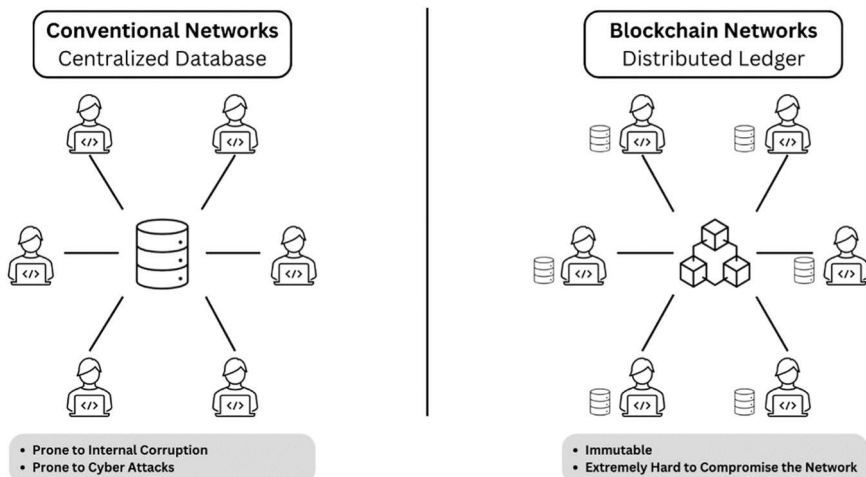 Conventional Networks
Centralized Database
</>
</>
</>
</>
</>
</>
• Prone to Internal Corruption
• Prone to Cyber Attacks
Blockchain Networks
Distributed Ledger
</>
</>
</>
</>
</>
</>
• Immutable
• Extremely Hard to Compromise the Network